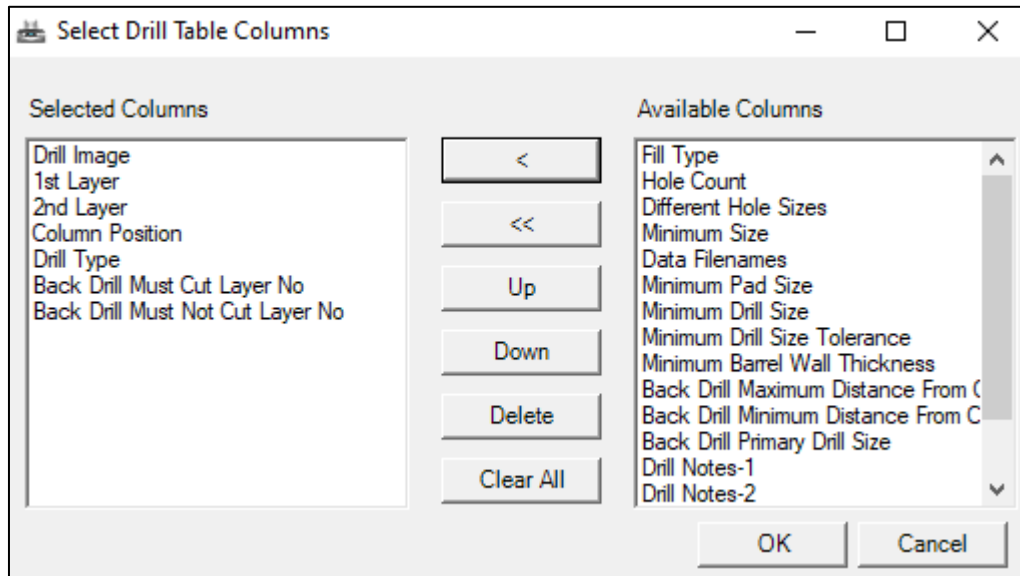 Select Drill Table Columns
Selected Columns
Drill Image
1st Layer
2nd Layer
Column Position
Drill Type
Back Drill Must Cut Layer No
Back Drill Must Not Cut Layer No
<
<<
Up
Down
Delete
Clear All
Available Columns
Fill Type
Hole Count
Different Hole Sizes
Minimum Size
Data Filenames
Minimum Pad Size
Minimum Drill Size
Minimum Drill Size Tolerance
Minimum Barrel Wall Thickness
Back Drill Maximum Distance From
Back Drill Minimum Distance From
Back Drill Primary Drill Size
Drill Notes-1
Drill Notes-2
OK
Cancel